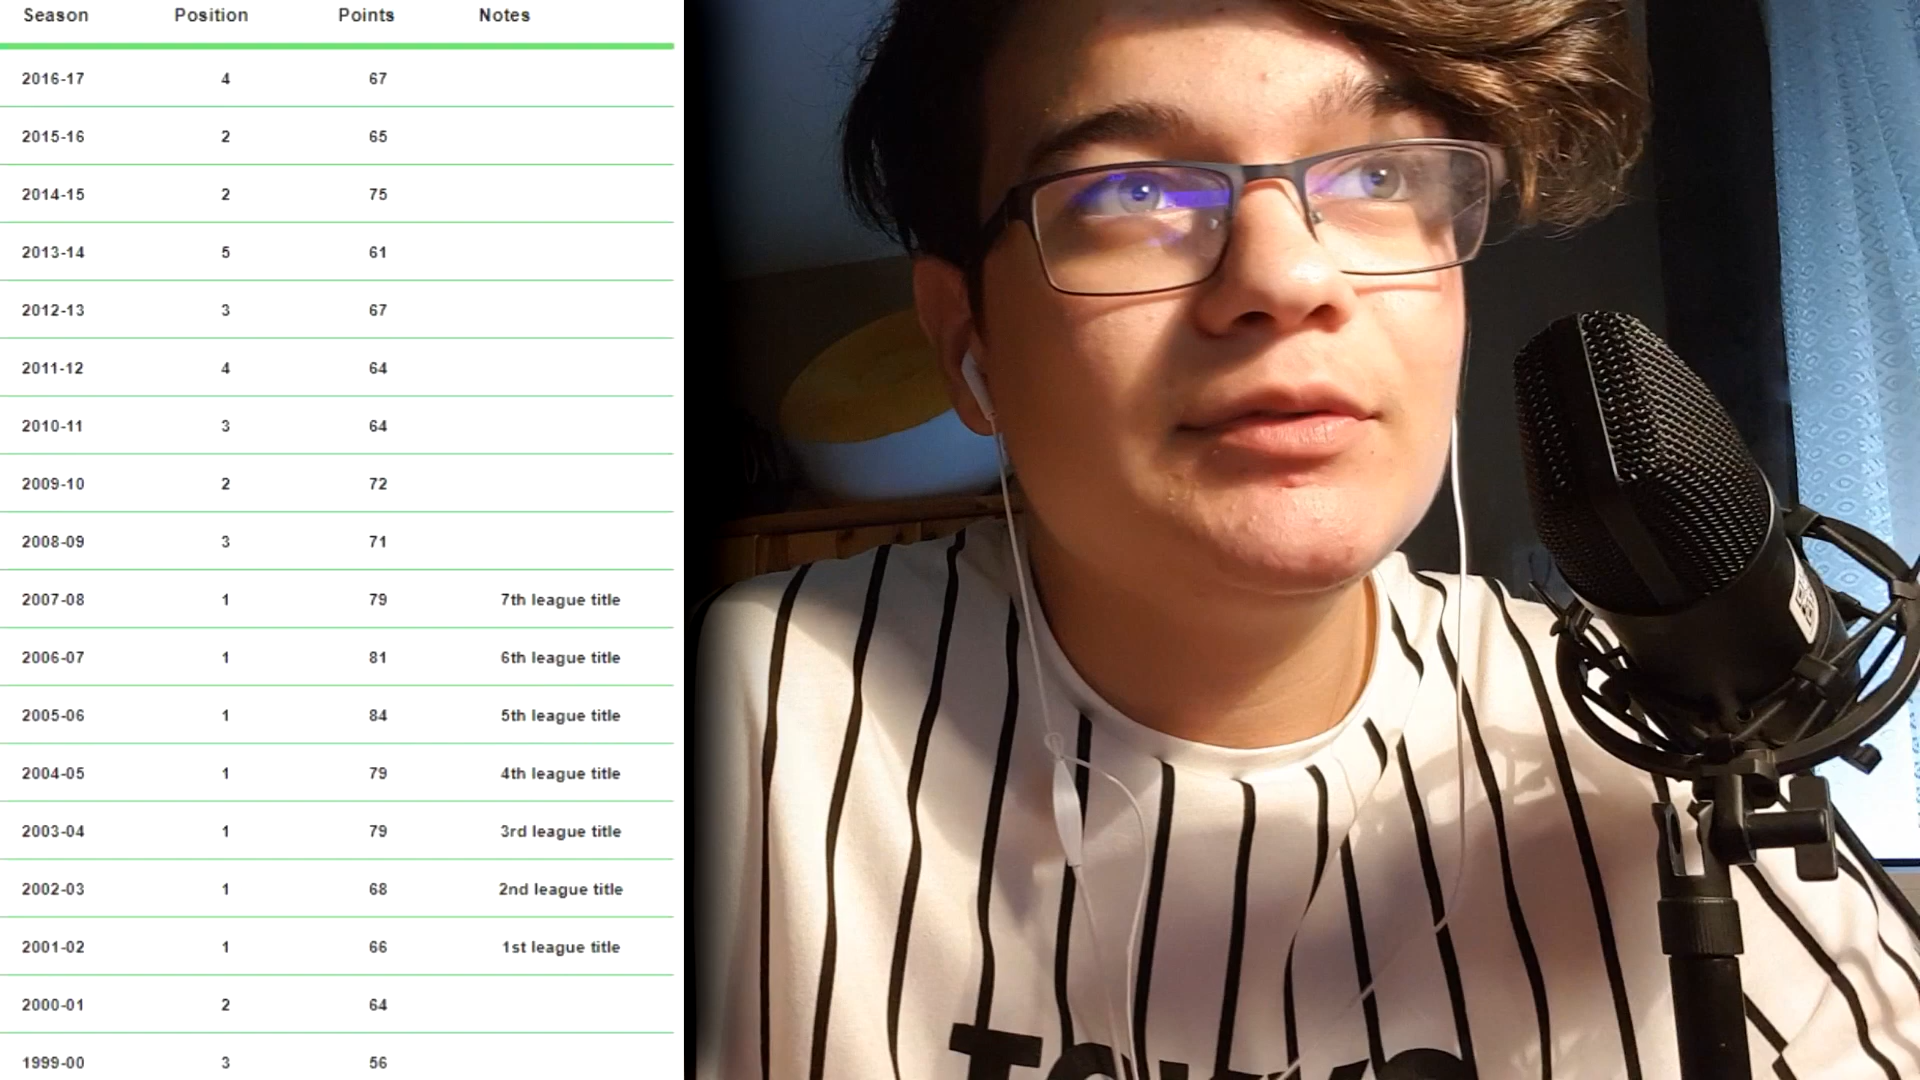 Season Position Points Notes
2016-17 4 67
2015-16 2 65
2014-15 2 75
2013-14 5 61
2012-13 3 67
2011-12 4 64
2010-11 3 64
2009-10 2 72
2008-09 3 71
2007-08 1 79 7th league title
2006-07 1 81 6th league title
2005-06 1 84 5th league title
2004-05 1 79 4th league title
2003-04 1 79 3rd league title
2002-03 1 68 2nd league title
2001-02 1 66 1st league title
2000-01 2 64
1999-00 3 56